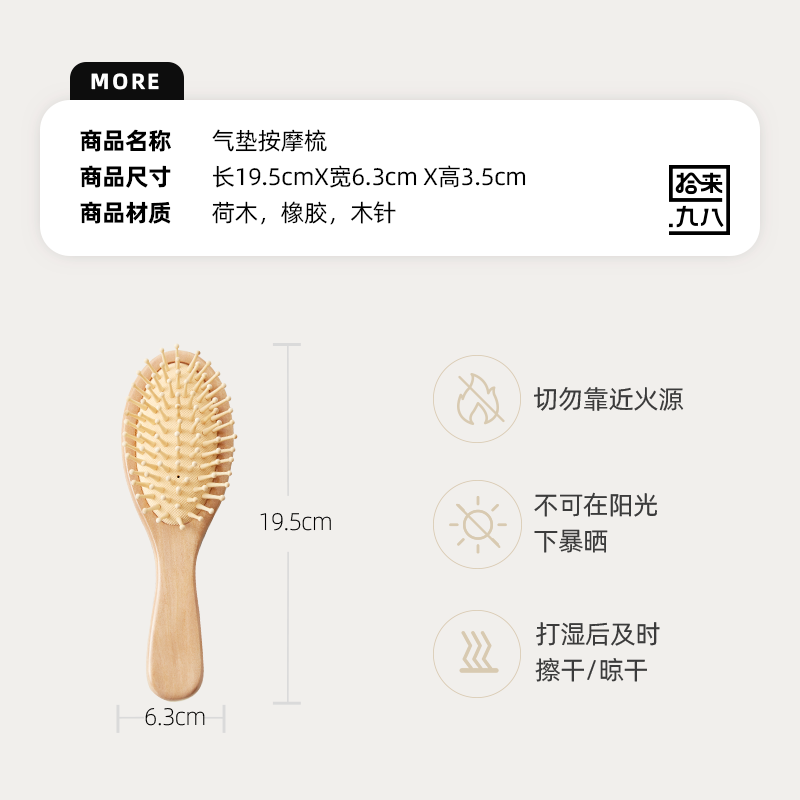 MORE
商品名称 气垫按摩梳
商品尺寸 长19.5cmX宽6.3cm X高3.5cm
商品材质 荷木，橡胶，木针
拾来
九八
切勿靠近火源
19.5cm
不可在阳光
下暴晒
打湿后及时
擦干/晾干
6.3cm